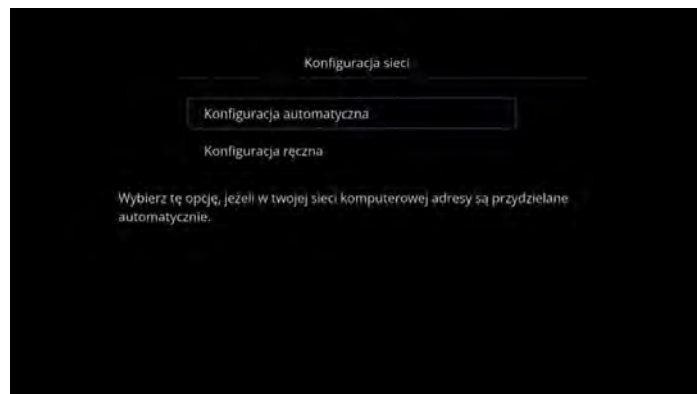 Konfiguracja sieci
Konfiguracja automatyczna
Konfiguracja ręczna
Wybierz tę opcję, jeżeli w twojej sieci komputerowej adresy są przydzielane
automatycznie.